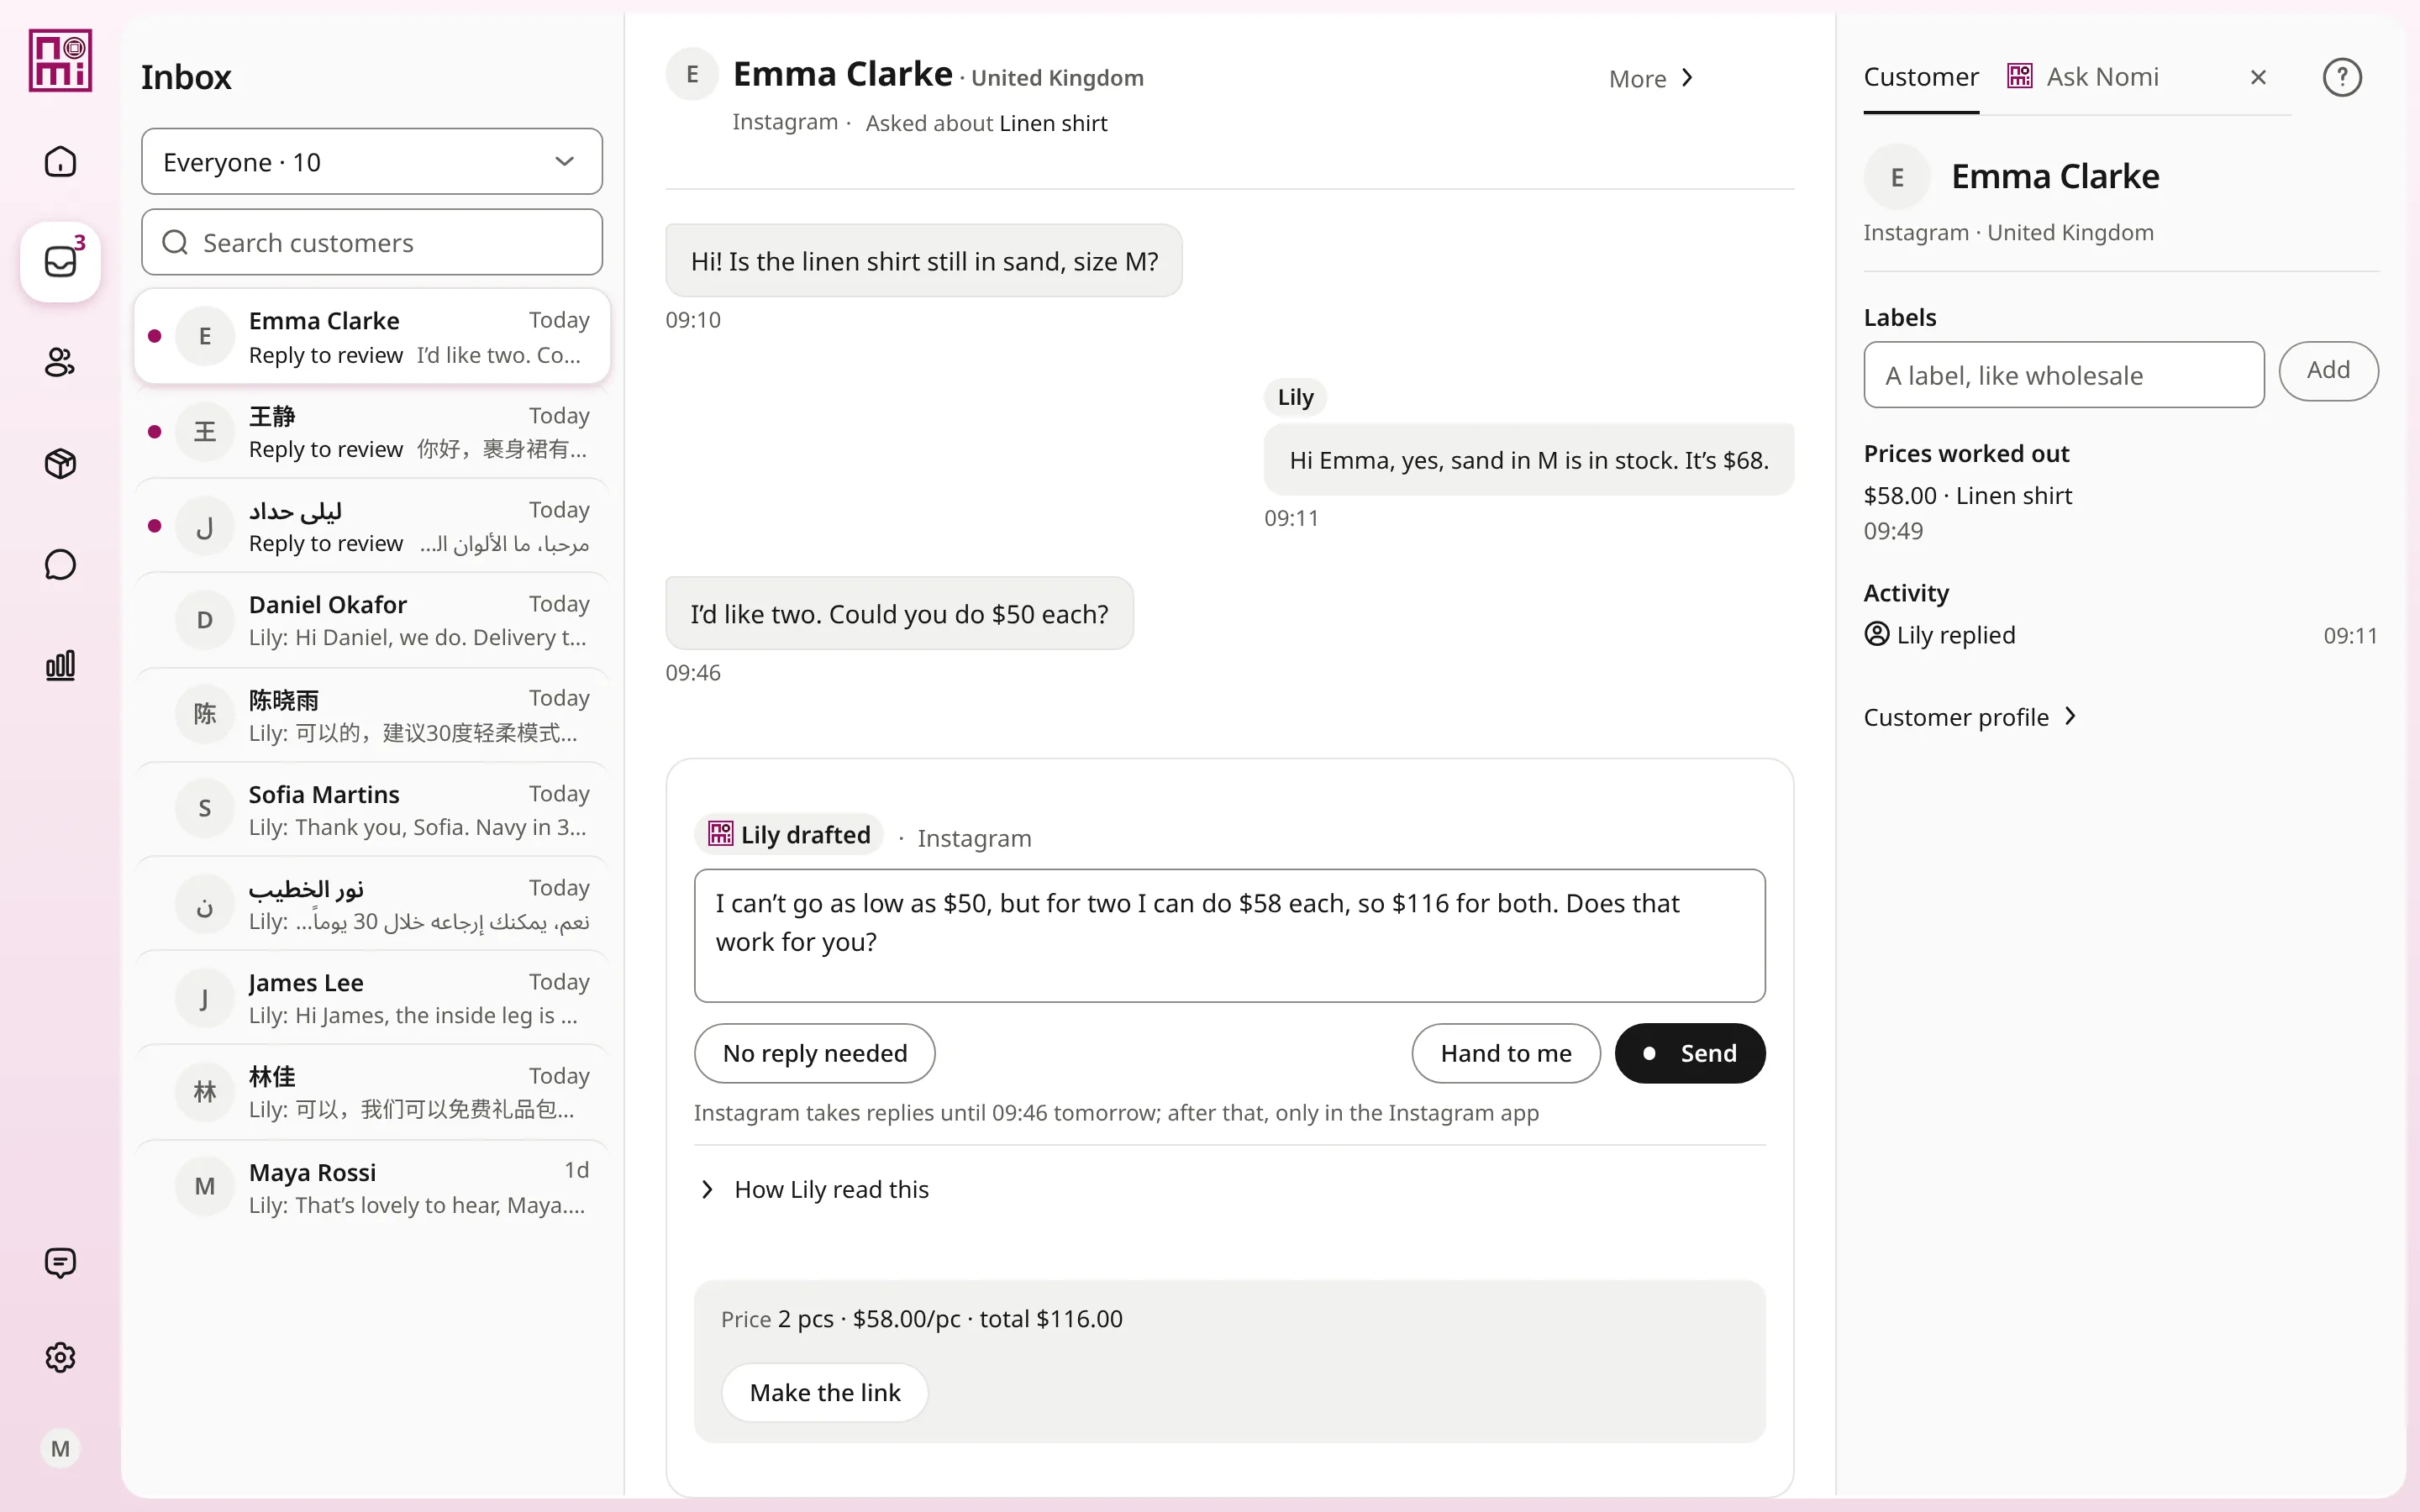 nomi
3
M
Inbox
Everyone · 10
Search customers
E
Emma Clarke
Today
Reply to review I’d like two. Co...
王
王静
Today
Reply to review 你好，裹身裙有...
ل
ليلى حداد
Today
Reply to review مرحبا، ما الألوان الـ...
D
Daniel Okafor
Today
Lily: Hi Daniel, we do. Delivery t...
陈
陈晓雨
Today
Lily: 可以的，建议30度轻柔模式...
S
Sofia Martins
Today
Lily: Thank you, Sofia. Navy in 3...
ن
نور الخطيب
Today
Lily: نعم، يمكنك إرجاعه خلال 30 يوماً...
J
James Lee
Today
Lily: Hi James, the inside leg is ...
林
林佳
Today
Lily: 可以，我们可以免费礼品包...
M
Maya Rossi
1d
Lily: That’s lovely to hear, Maya....
E
Emma Clarke · United Kingdom
More
Instagram · Asked about Linen shirt
Hi! Is the linen shirt still in sand, size M?
09:10
Lily
Hi Emma, yes, sand in M is in stock. It’s $68.
09:11
I’d like two. Could you do $50 each?
09:46
nomi Lily drafted · Instagram
I can’t go as low as $50, but for two I can do $58 each, so $116 for both. Does that
work for you?
No reply needed
Hand to me
Send
Instagram takes replies until 09:46 tomorrow; after that, only in the Instagram app
How Lily read this
Price 2 pcs · $58.00/pc · total $116.00
Make the link
Customer
nomi Ask Nomi
?
E
Emma Clarke
Instagram · United Kingdom
Labels
A label, like wholesale
Add
Prices worked out
$58.00 · Linen shirt
09:49
Activity
Lily replied
09:11
Customer profile